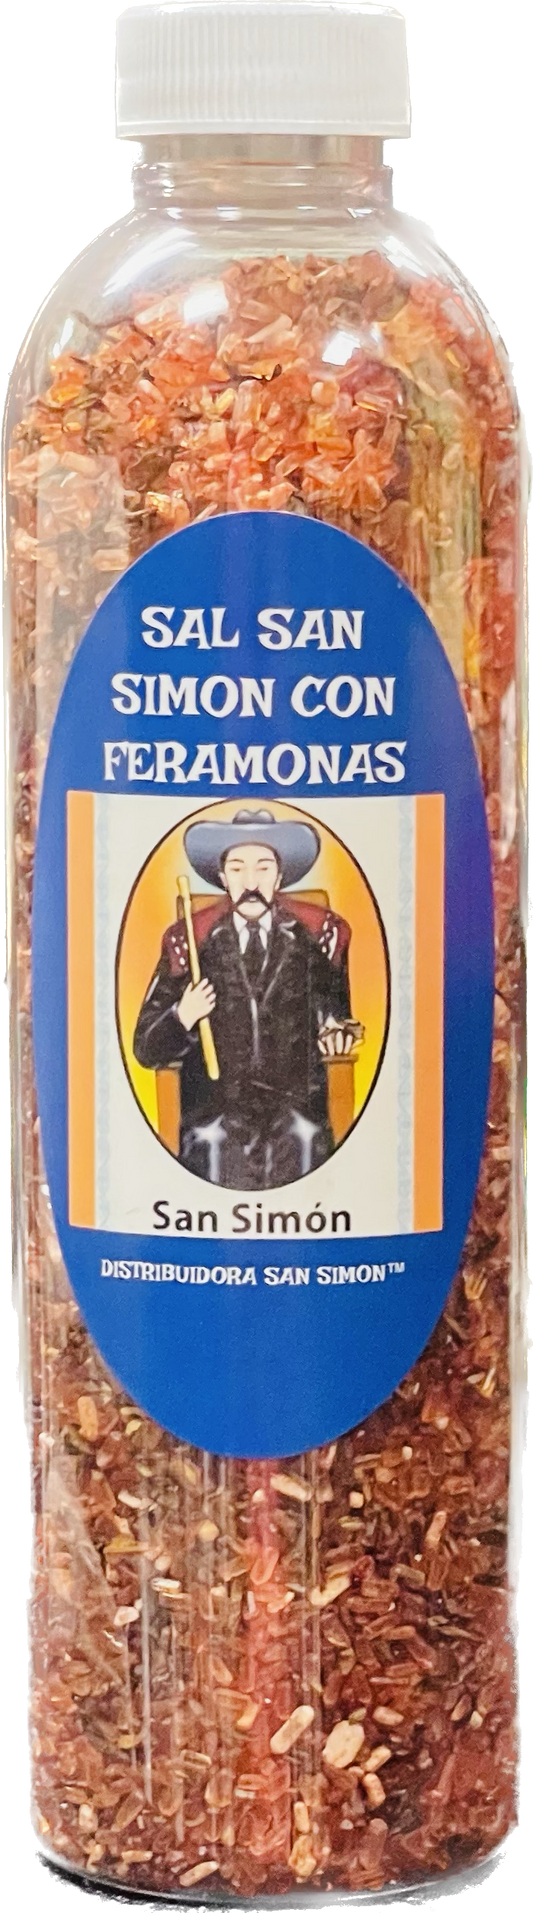 SAL SAN
SIMON CON
FERAMONAS
San Simón
DISTRIBUIDORA SAN SIMON™